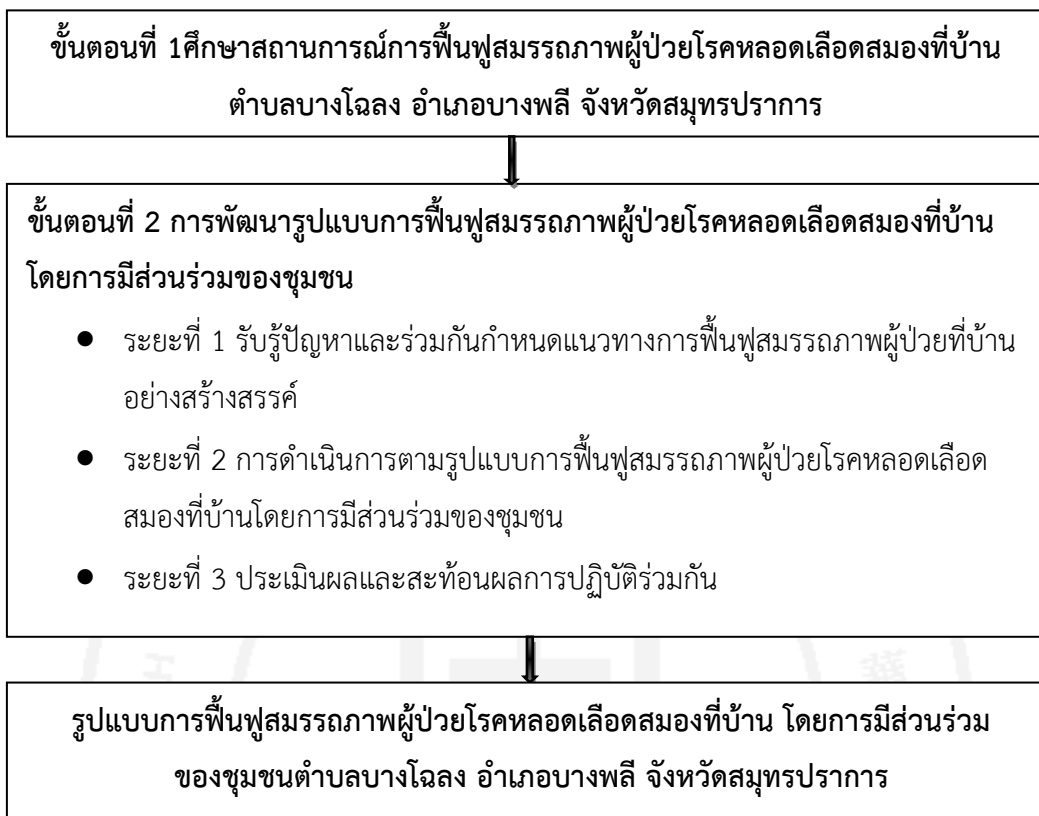 ขั้นตอนที่ 1ศึกษาสถานการณ์การฟื้นฟูสมรรถภาพผู้ป่วยโรคหลอดเลือดสมองที่บ้าน
ตำบลบางโฉลง อำเภอบางพลี จังหวัดสมุทรปราการ
ขั้นตอนที่ 2 การพัฒนารูปแบบการฟื้นฟูสมรรถภาพผู้ป่วยโรคหลอดเลือดสมองที่บ้าน
โดยการมีส่วนร่วมของชุมชน
● ระยะที่ 1 รับรู้ปัญหาและร่วมกันกำหนดแนวทางการฟื้นฟูสมรรถภาพผู้ป่วยที่บ้าน
อย่างสร้างสรรค์
● ระยะที่ 2 การดำเนินการตามรูปแบบการฟื้นฟูสมรรถภาพผู้ป่วยโรคหลอดเลือด
สมองที่บ้านโดยการมีส่วนร่วมของชุมชน
● ระยะที่ 3 ประเมินผลและสะท้อนผลการปฏิบัติร่วมกัน
รูปแบบการฟื้นฟูสมรรถภาพผู้ป่วยโรคหลอดเลือดสมองที่บ้าน โดยการมีส่วนร่วม
ของชุมชนตำบลบางโฉลง อำเภอบางพลี จังหวัดสมุทรปราการ